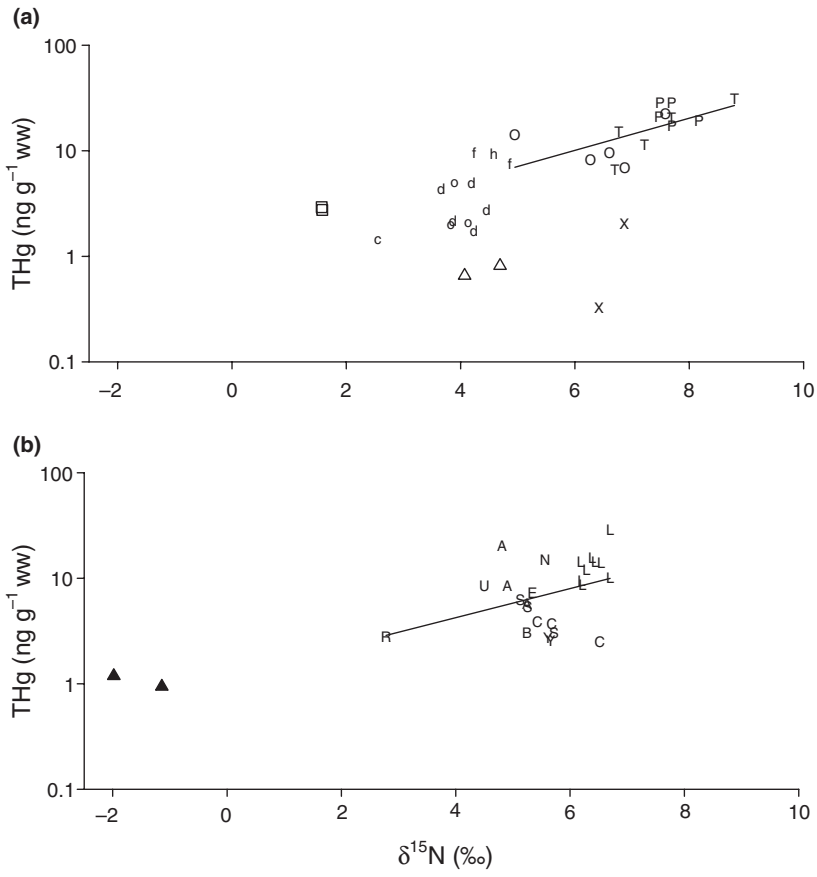 (a)
THg (ng g⁻¹ ww)
100
10
1
0.1
–2 0 2 4 6 8 10
O
f h f
d o d
d
o d o d
c
T O O T O T
P P P O T P P P T
X
X
(b)
THg (ng g⁻¹ ww)
100
10
1
0.1
–2 0 2 4 6 8 10
A N L
U A
L L L L L L L
S E S
R
B C C S Y C
δ¹⁵N (‰)